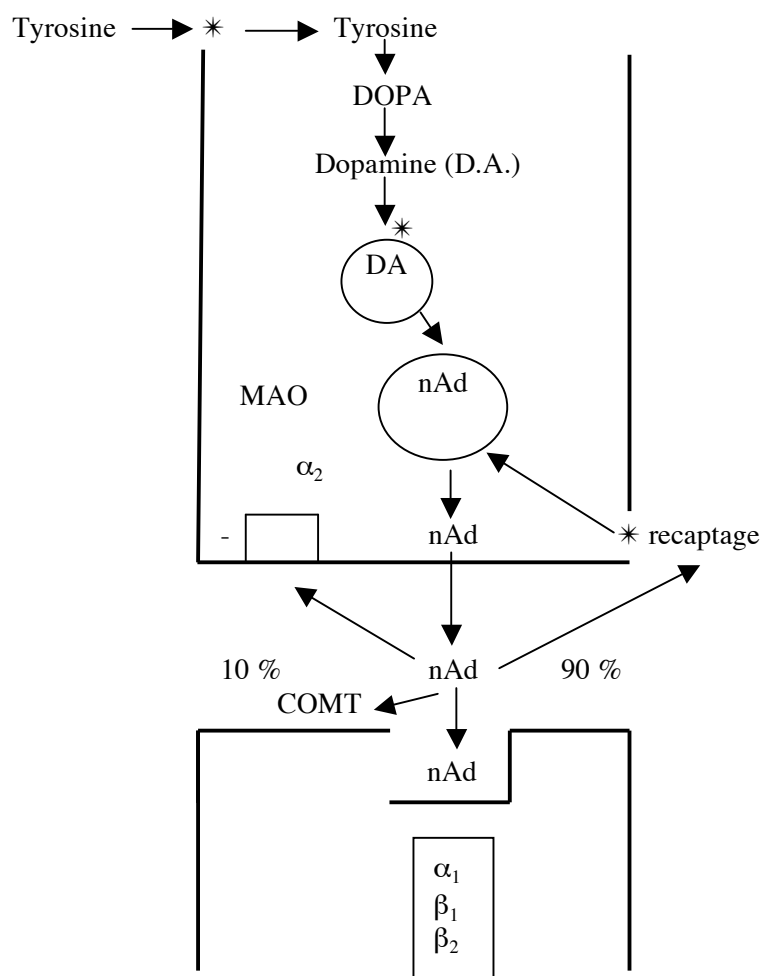 Tyrosine ✴ Tyrosine
DOPA
Dopamine (D.A.)
✴
DA
nAd
MAO
α₂
- nAd ✴ recaptage
10 % nAd 90 %
COMT
nAd
α₁
β₁
β₂